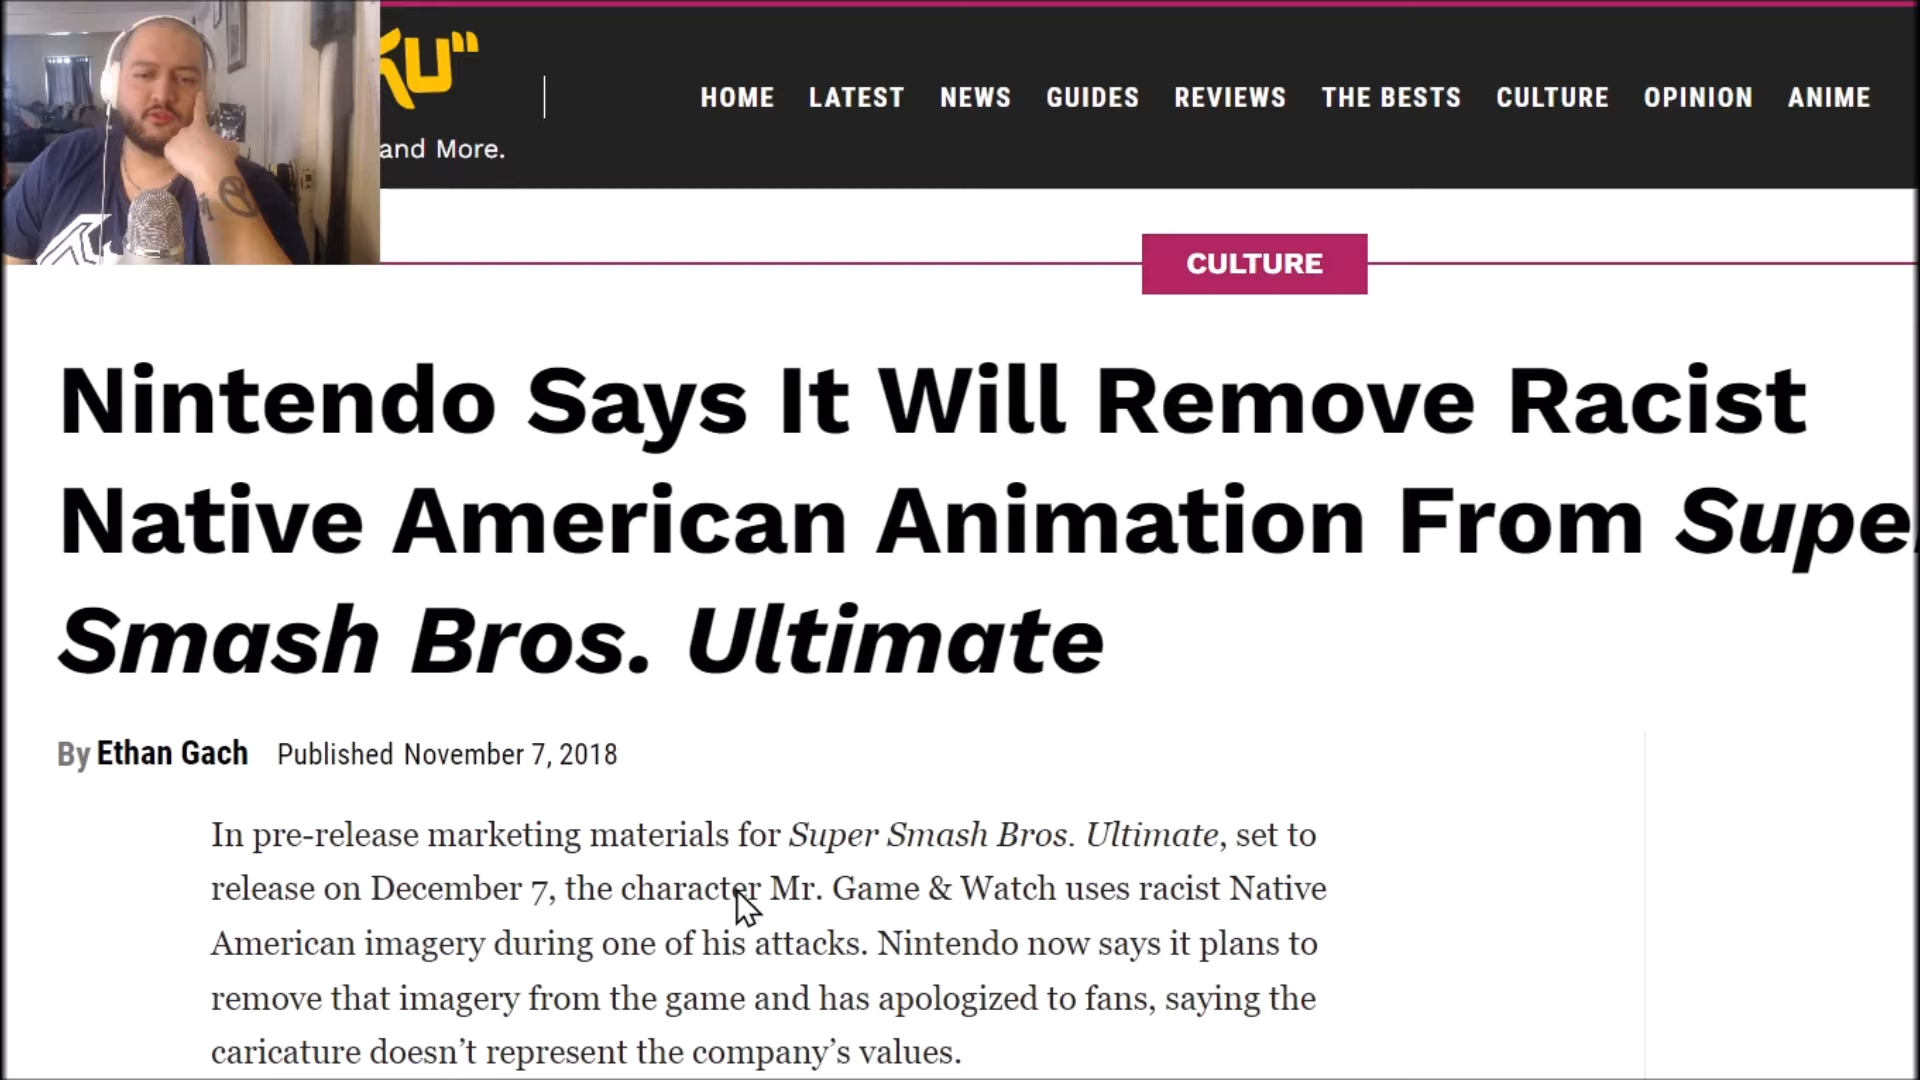 and More.
HOME LATEST NEWS GUIDES REVIEWS THE BESTS CULTURE OPINION ANIME
CULTURE
Nintendo Says It Will Remove Racist
Native American Animation From Supe
Smash Bros. Ultimate
By Ethan Gach Published November 7, 2018
In pre-release marketing materials for Super Smash Bros. Ultimate, set to
release on December 7, the character Mr. Game & Watch uses racist Native
American imagery during one of his attacks. Nintendo now says it plans to
remove that imagery from the game and has apologized to fans, saying the
caricature doesn’t represent the company’s values.